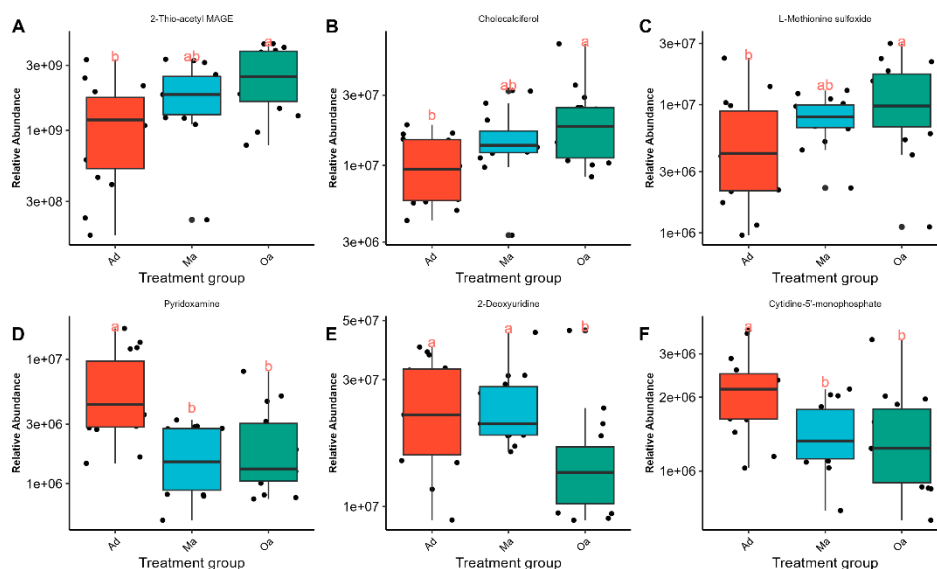 A
2-Thio-acetyl MAGE
Relative Abundance
3e+09
1e+09
3e+08
b
ab
a
Ad
Ma
Oa
Treatment group
B
Cholecalciferol
Relative Abundance
3e+07
1e+07
3e+06
b
ab
a
Ad
Ma
Oa
Treatment group
C
L-Methionine sulfoxide
Relative Abundance
3e+07
1e+07
3e+06
1e+06
b
ab
a
Ad
Ma
Oa
Treatment group
D
Pyridoxamine
Relative Abundance
1e+07
3e+06
1e+06
a
b
b
Ad
Ma
Oa
Treatment group
E
2-Deoxyuridine
Relative Abundance
5e+07
3e+07
1e+07
a
a
b
Ad
Ma
Oa
Treatment group
F
Cytidine-5'-monophosphate
Relative Abundance
3e+06
2e+06
1e+06
a
b
b
Ad
Ma
Oa
Treatment group